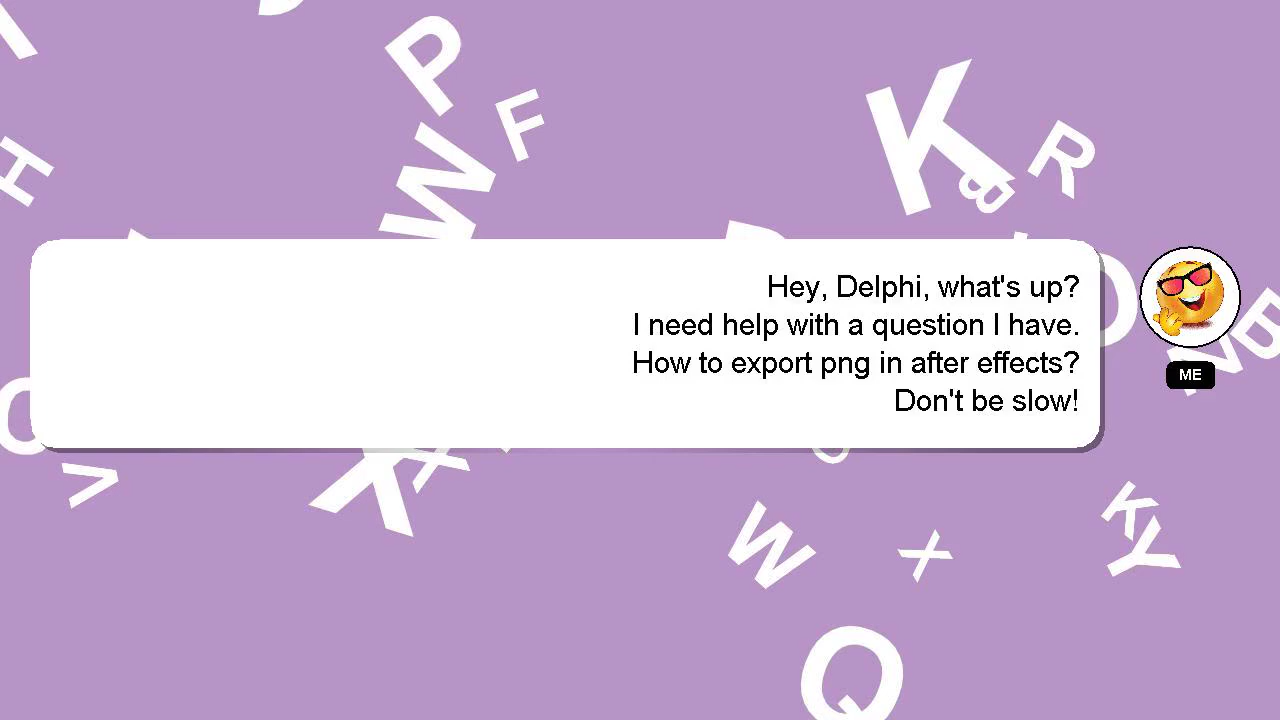 Hey, Delphi, what's up?
I need help with a question I have.
How to export png in after effects?
Don't be slow!
ME
P
F
K
R
B
H
W
V
X
X
W
X
K
Y
Q
B
N